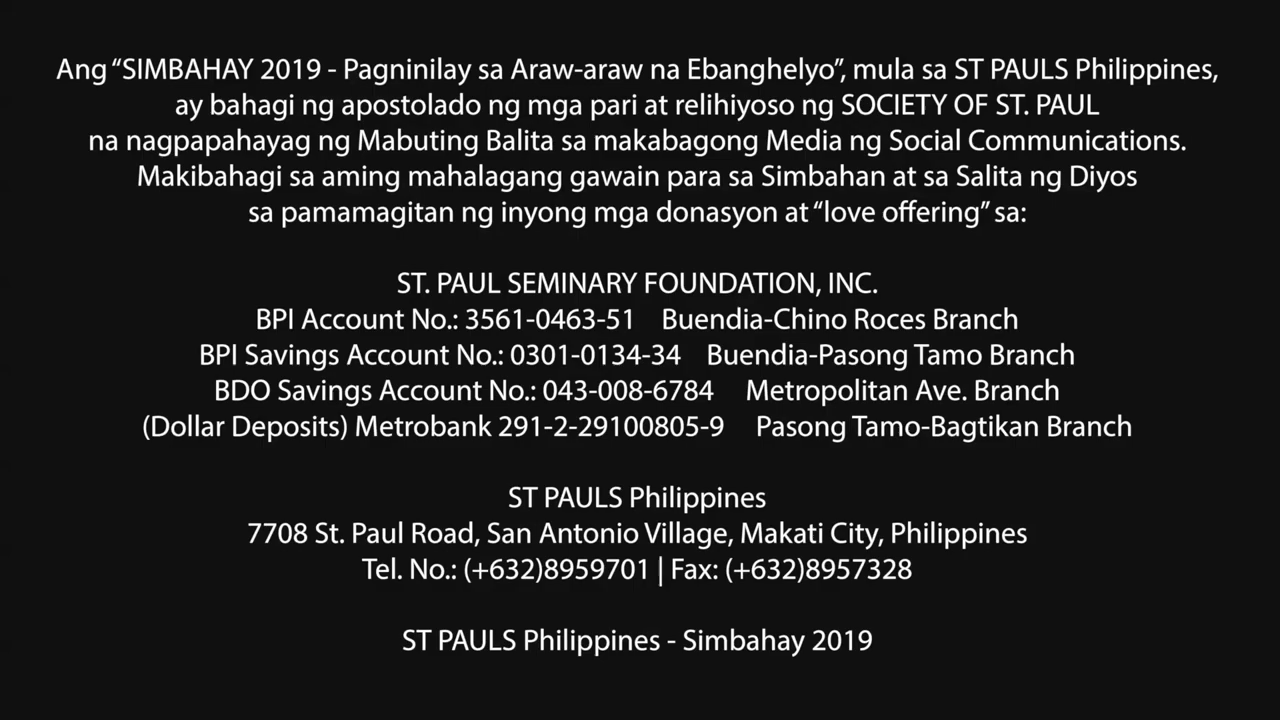 Ang “SIMBAHAY 2019 - Pagninilay sa Araw-araw na Ebanghelyo”, mula sa ST PAULS Philippines,
ay bahagi ng apostolado ng mga pari at relihiyoso ng SOCIETY OF ST. PAUL
na nagpapahayag ng Mabuting Balita sa makabagong Media ng Social Communications.
Makibahagi sa aming mahalagang gawain para sa Simbahan at sa Salita ng Diyos
sa pamamagitan ng inyong mga donasyon at “love offering” sa:
ST. PAUL SEMINARY FOUNDATION, INC.
BPI Account No.: 3561-0463-51 Buendia-Chino Roces Branch
BPI Savings Account No.: 0301-0134-34 Buendia-Pasong Tamo Branch
BDO Savings Account No.: 043-008-6784 Metropolitan Ave. Branch
(Dollar Deposits) Metrobank 291-2-29100805-9 Pasong Tamo-Bagtikan Branch
ST PAULS Philippines
7708 St. Paul Road, San Antonio Village, Makati City, Philippines
Tel. No.: (+632)8959701 | Fax: (+632)8957328
ST PAULS Philippines - Simbahay 2019